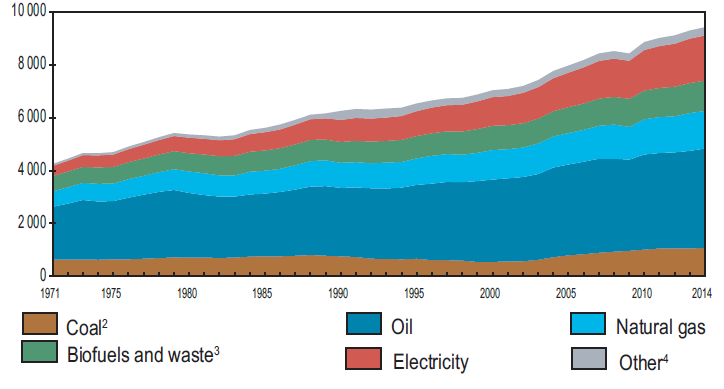 10 000
8 000
6 000
4 000
2 000
0
1971 1975 1980 1985 1990 1995 2000 2005 2010 2014
Coal² Oil Natural gas
Biofuels and waste³ Electricity Other⁴